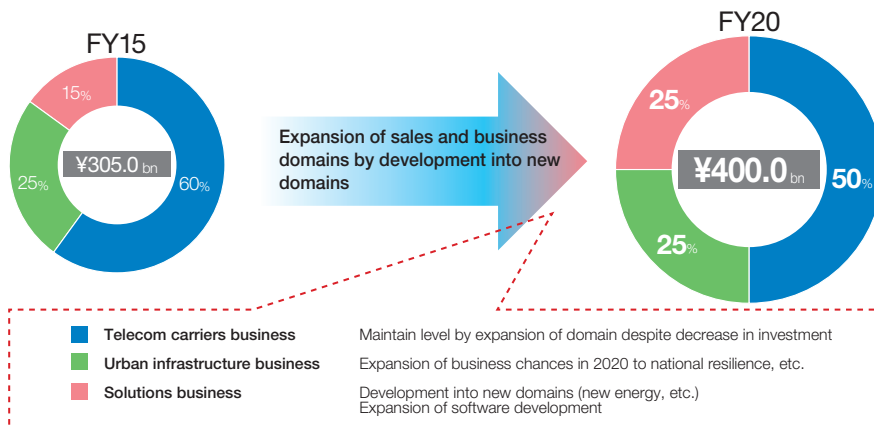 FY15
15%
25%
¥305.0 bn
60%
Expansion of sales and business
domains by development into new
domains
FY20
25%
¥400.0 bn
50%
25%
Telecom carriers business Maintain level by expansion of domain despite decrease in investment
Urban infrastructure business Expansion of business chances in 2020 to national resilience, etc.
Solutions business Development into new domains (new energy, etc.)
Expansion of software development